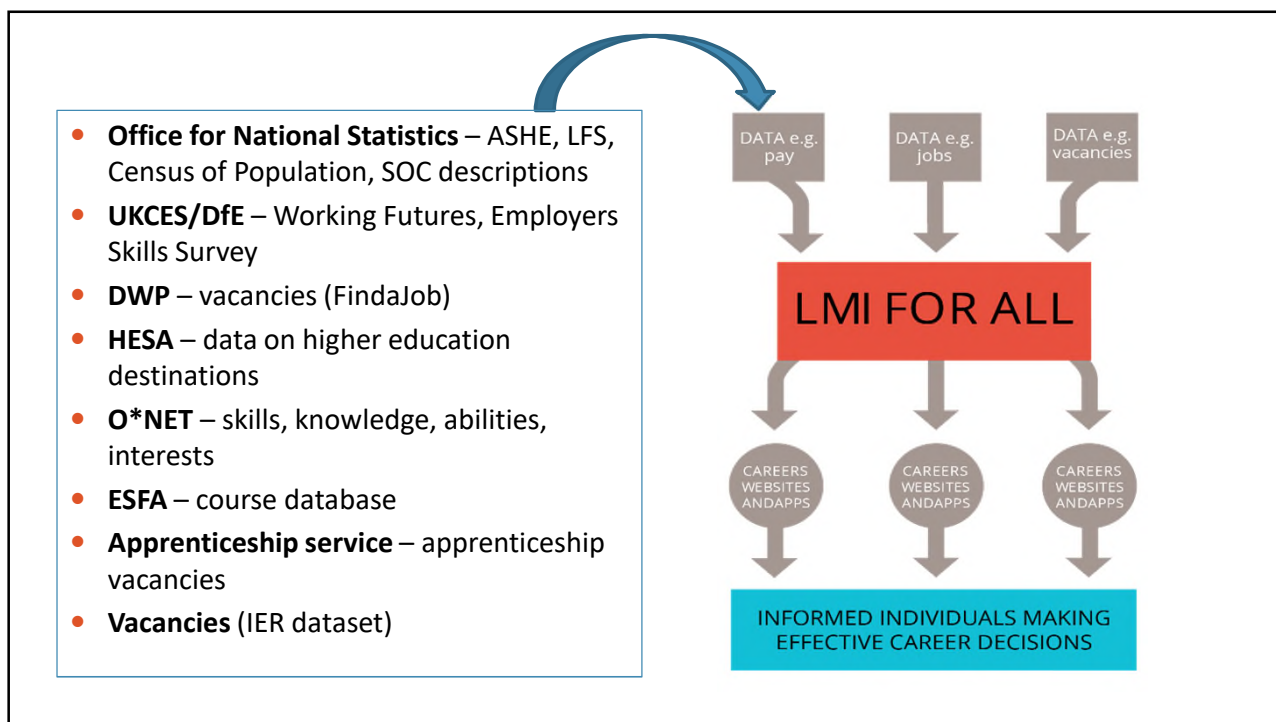 • Office for National Statistics – ASHE, LFS,
Census of Population, SOC descriptions
• UKCES/DfE – Working Futures, Employers
Skills Survey
• DWP – vacancies (FindaJob)
• HESA – data on higher education
destinations
• O*NET – skills, knowledge, abilities,
interests
• ESFA – course database
• Apprenticeship service – apprenticeship
vacancies
• Vacancies (IER dataset)
DATA e.g.
pay
DATA e.g.
jobs
DATA e.g.
vacancies
LMI FOR ALL
CAREERS
WEBSITES
ANDAPPS
CAREERS
WEBSITES
ANDAPPS
CAREERS
WEBSITES
ANDAPPS
INFORMED INDIVIDUALS MAKING
EFFECTIVE CAREER DECISIONS